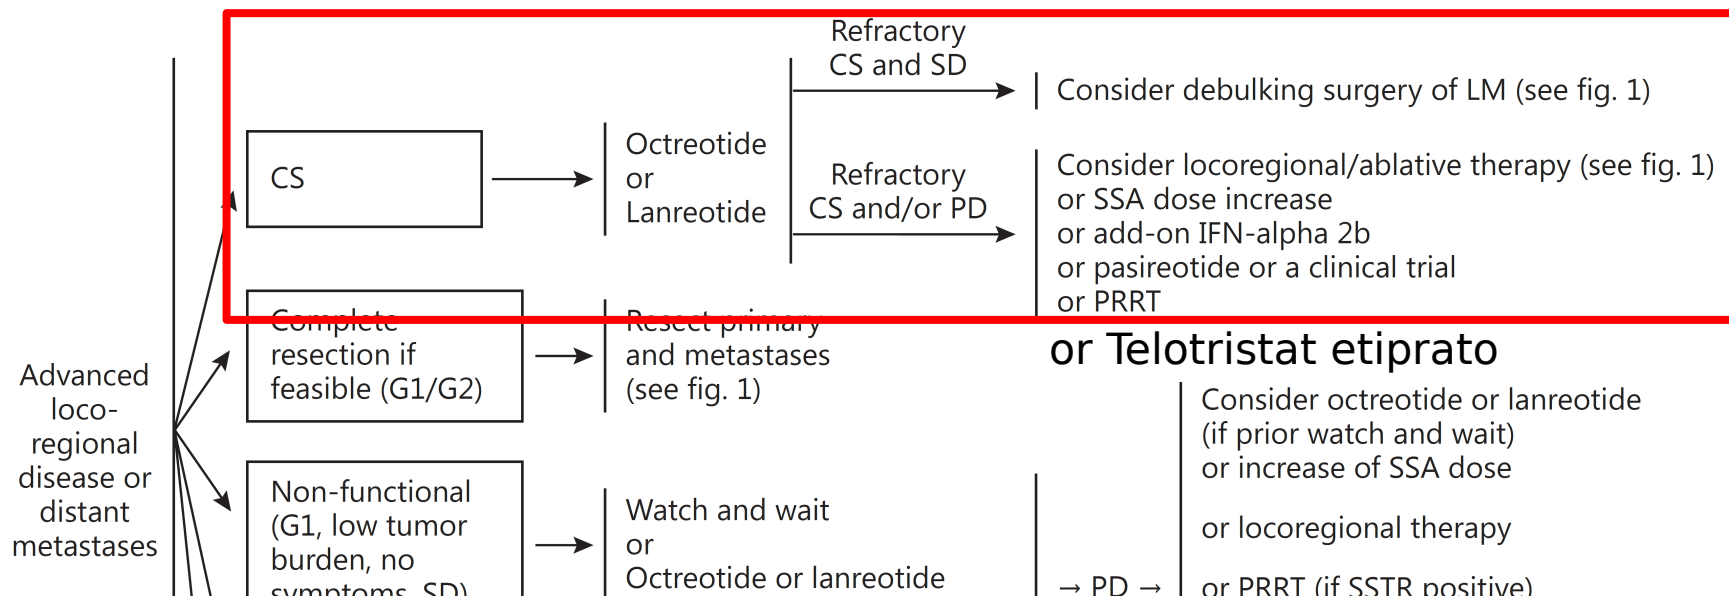 Advanced
loco-
regional
disease or
distant
metastases
CS
Octreotide
or
Lanreotide
Refractory
CS and SD
Consider debulking surgery of LM (see fig. 1)
Refractory
CS and/or PD
Consider locoregional/ablative therapy (see fig. 1)
or SSA dose increase
or add-on IFN-alpha 2b
or pasireotide or a clinical trial
or PRRT
or Telotristat etiprato
Complete
resection if
feasible (G1/G2)
Resect primary
and metastases
(see fig. 1)
Non-functional
(G1, low tumor
burden, no
symptoms, SD)
Watch and wait
or
Octreotide or lanreotide
→ PD →
Consider octreotide or lanreotide
(if prior watch and wait)
or increase of SSA dose
or locoregional therapy
or PRRT (if SSTR positive)